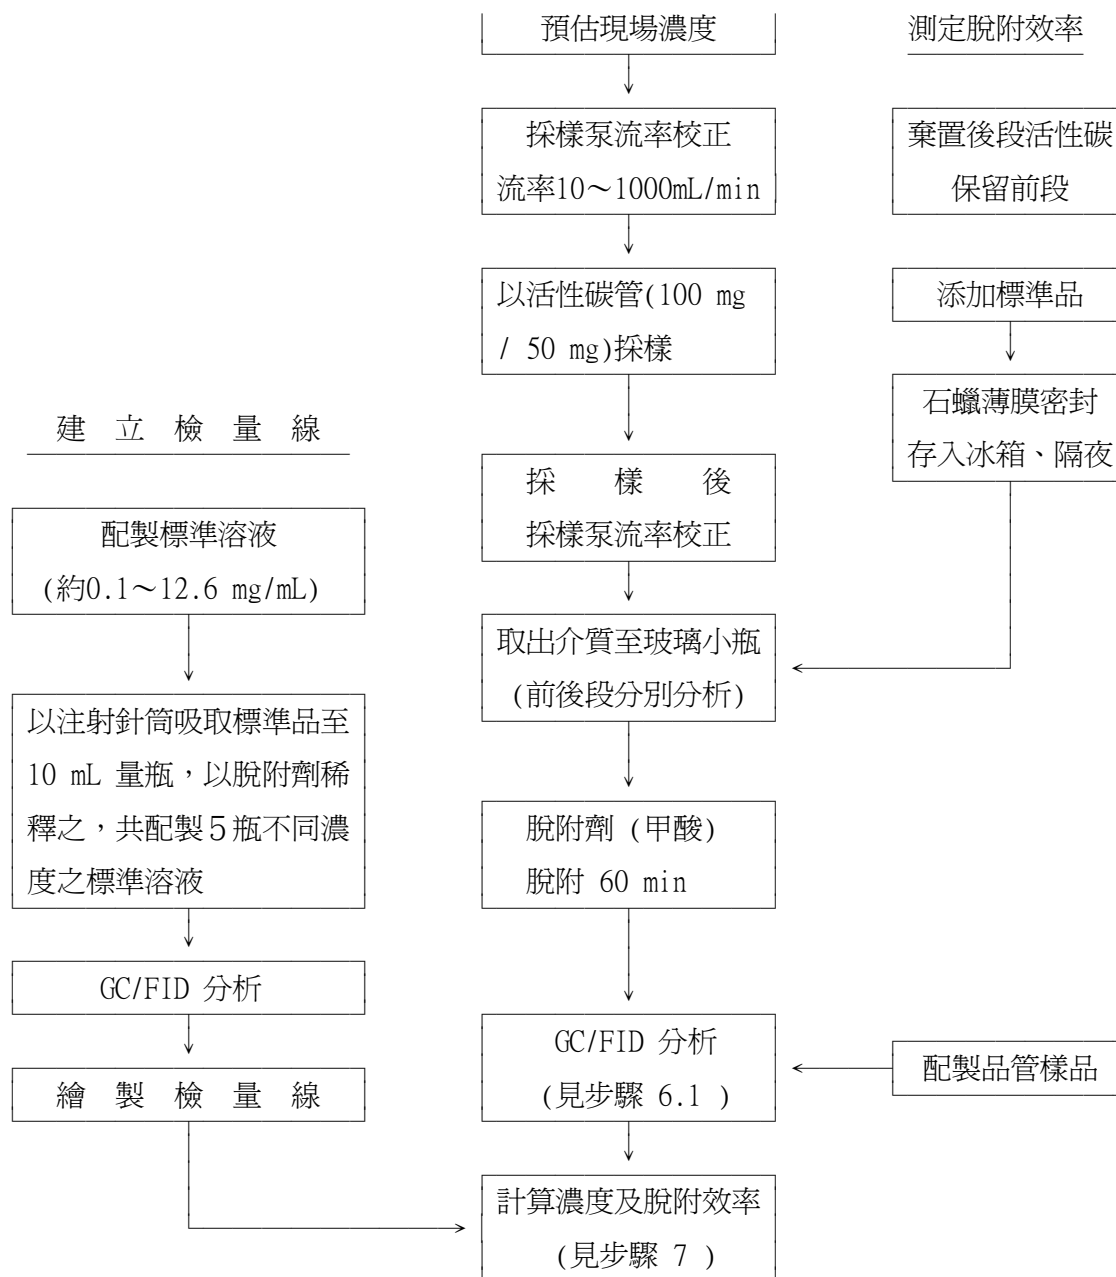 預估現場濃度
採樣泵流率校正
流率10～1000mL/min
以活性碳管(100 mg
/ 50 mg)採樣
採　樣　後
採樣泵流率校正
取出介質至玻璃小瓶
(前後段分別分析)
脫附劑 (甲酸)
脫附 60 min
GC/FID 分析
(見步驟 6.1 )
計算濃度及脫附效率
(見步驟 7 )
測定脫附效率
棄置後段活性碳
保留前段
添加標準品
石蠟薄膜密封
存入冰箱、隔夜
配製品管樣品
建 立 檢 量 線
配製標準溶液
(約0.1～12.6 mg/mL)
以注射針筒吸取標準品至
10 mL 量瓶，以脫附劑稀
釋之，共配製５瓶不同濃
度之標準溶液
GC/FID 分析
繪 製 檢 量 線